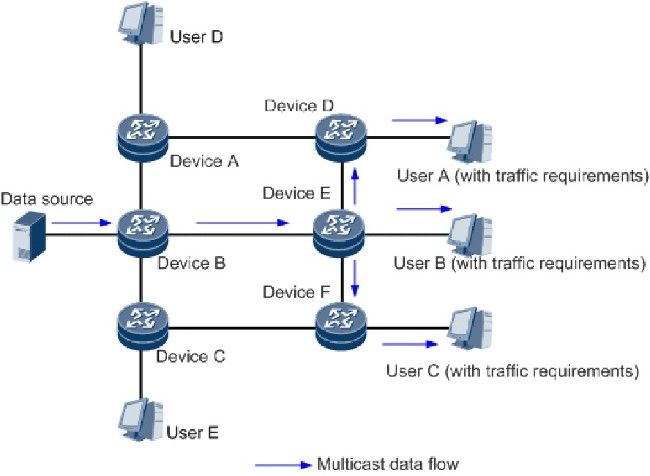 User D
Device D
Device A
User A (with traffic requirements)
Device E
Data source
Device B
User B (with traffic requirements)
Device F
Device C
User C (with traffic requirements)
User E
Multicast data flow